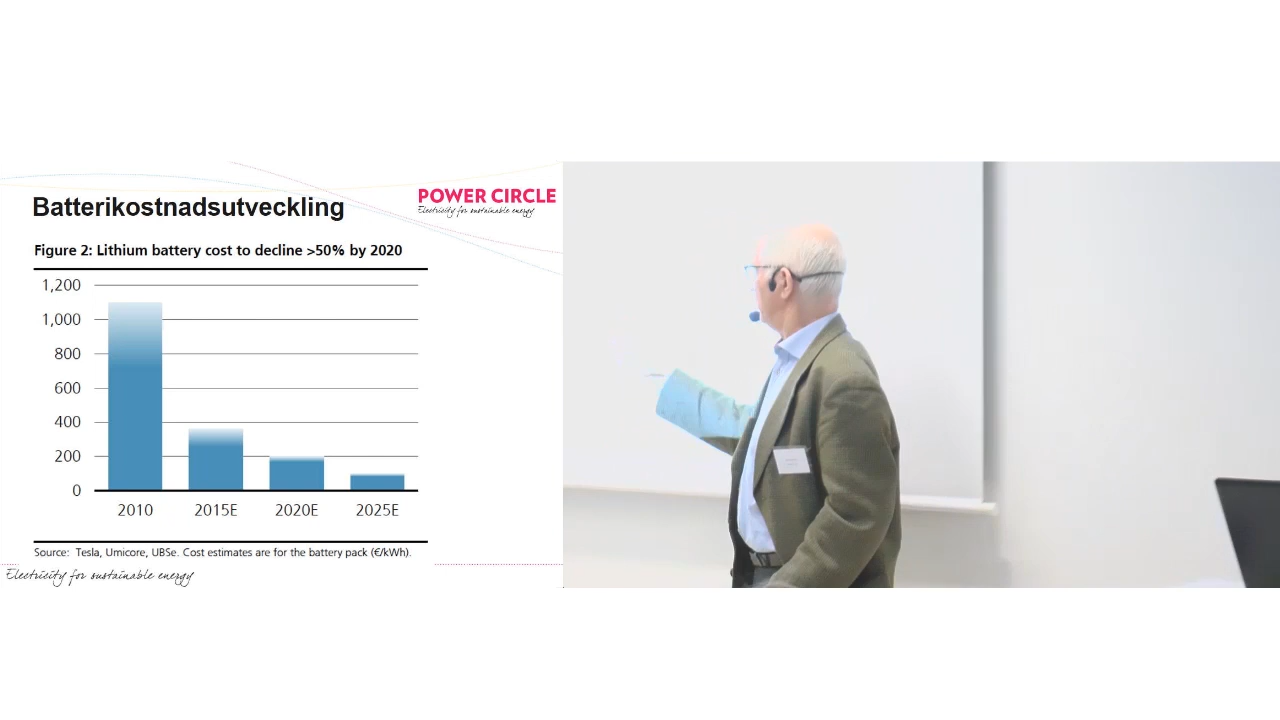 POWER CIRCLE
Electricity for sustainable energy
Batterikostnadsutveckling
Figure 2: Lithium battery cost to decline >50% by 2020
1,200
1,000
800
600
400
200
0
2010 2015E 2020E 2025E
Source: Tesla, Umicore, UBSe. Cost estimates are for the battery pack (€/kWh).
Electricity for sustainable energy